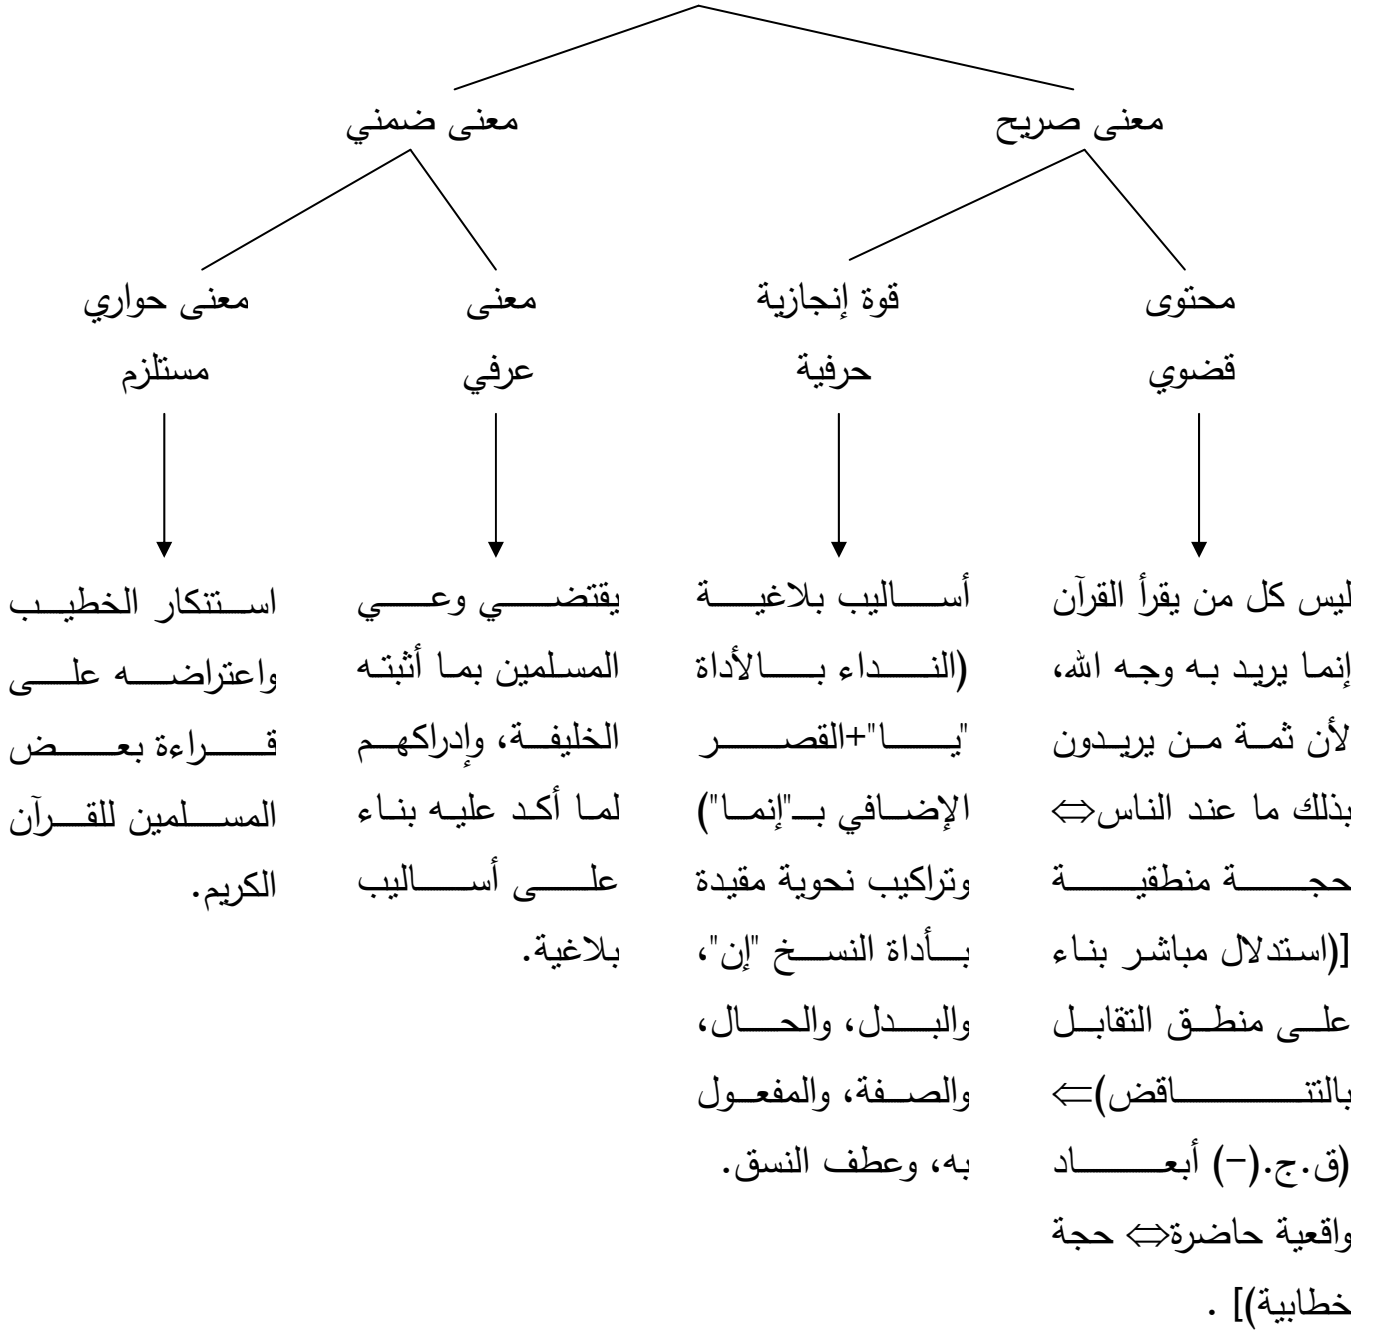 معنى صريح
معنى ضمني
محتوى
قضوي
قوة إنجازية
حرفية
معنى
عرفي
معنى حواري
مستلزم
ليس كل من يقرأ القرآن
إنما يريد به وجه الله،
لأن ثمة من يريدون
بذلك ما عند الناس⇔
حجة منطقية
[(استدلال مباشر بناء
على منطق التقابل
بالتناقض)⇐
(ق.ج.(-) أبعاد
واقعية حاضرة⇔ حجة
خطابية)] .
أساليب بلاغية
(النداء بالأداة
"يا"+القصر
الإضافي بـ"إنما")
وتراكيب نحوية مقيدة
بأداة النسخ "إن"،
والبدل، والحال،
والصفة، والمفعول
به، وعطف النسق.
يقتضي وعي
المسلمين بما أثبته
الخليفة، وإدراكهم
لما أكد عليه بناء
على أساليب
بلاغية.
استنكار الخطيب
واعتراضه على
قراءة بعض
المسلمين للقرآن
الكريم.